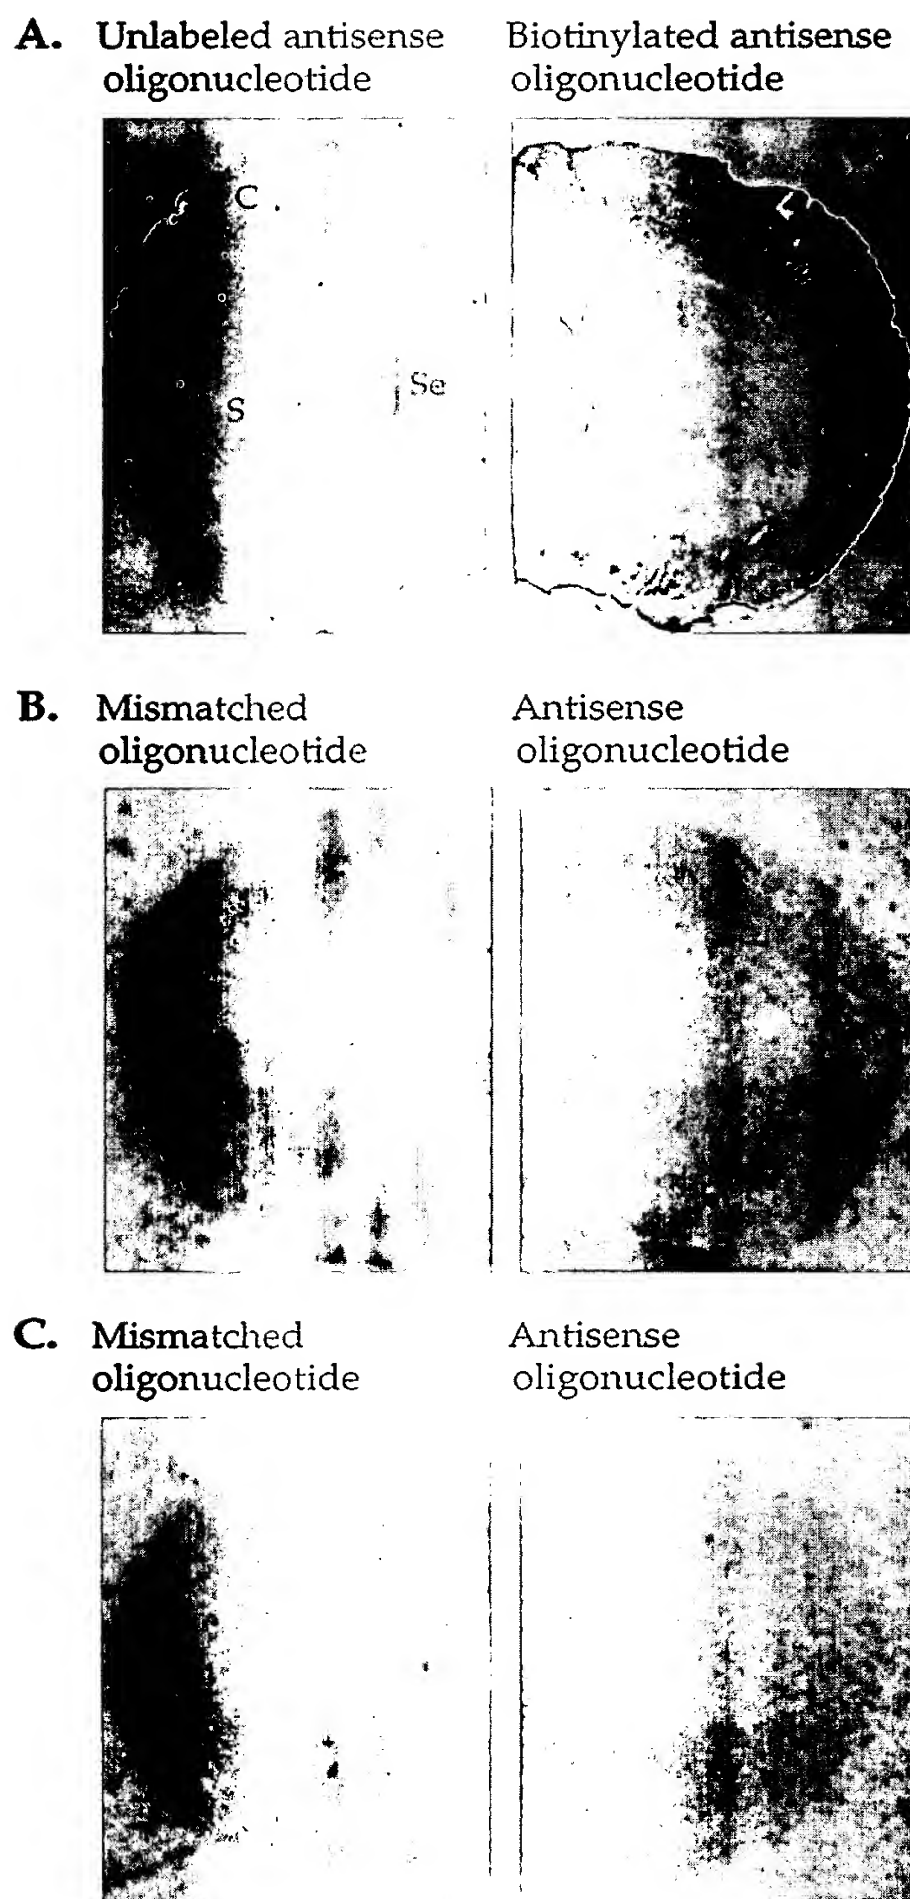 A. Unlabeled antisense oligonucleotide
Biotinylated antisense oligonucleotide
C
Se
S
B. Mismatched oligonucleotide
Antisense oligonucleotide
C. Mismatched oligonucleotide
Antisense oligonucleotide